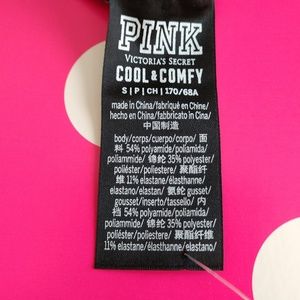 PINK
VICTORIA'S SECRET
COOL & COMFY
S | P | CH | 170/68A
made in China/fabriqué en Chine/
hecho en China/fabbricato in Cina/
中国制造
body/corps/cuerpo/corpo/ 面
料 54% polyamide/poliamida/
poliammide/ 锦纶 35% polyester/
poliéster/poliestere/ 聚酯纤
维 11% elastane/élasthanne/
elastano/elastan/ 氨纶 gusset/
gousset/inserto/tassello/ 内
裆 54% polyamide/poliamida/
poliammide/ 锦纶 35% polyester/
poliéster/poliestere/ 聚酯纤维
11% elastane/élasthanne/elastano/